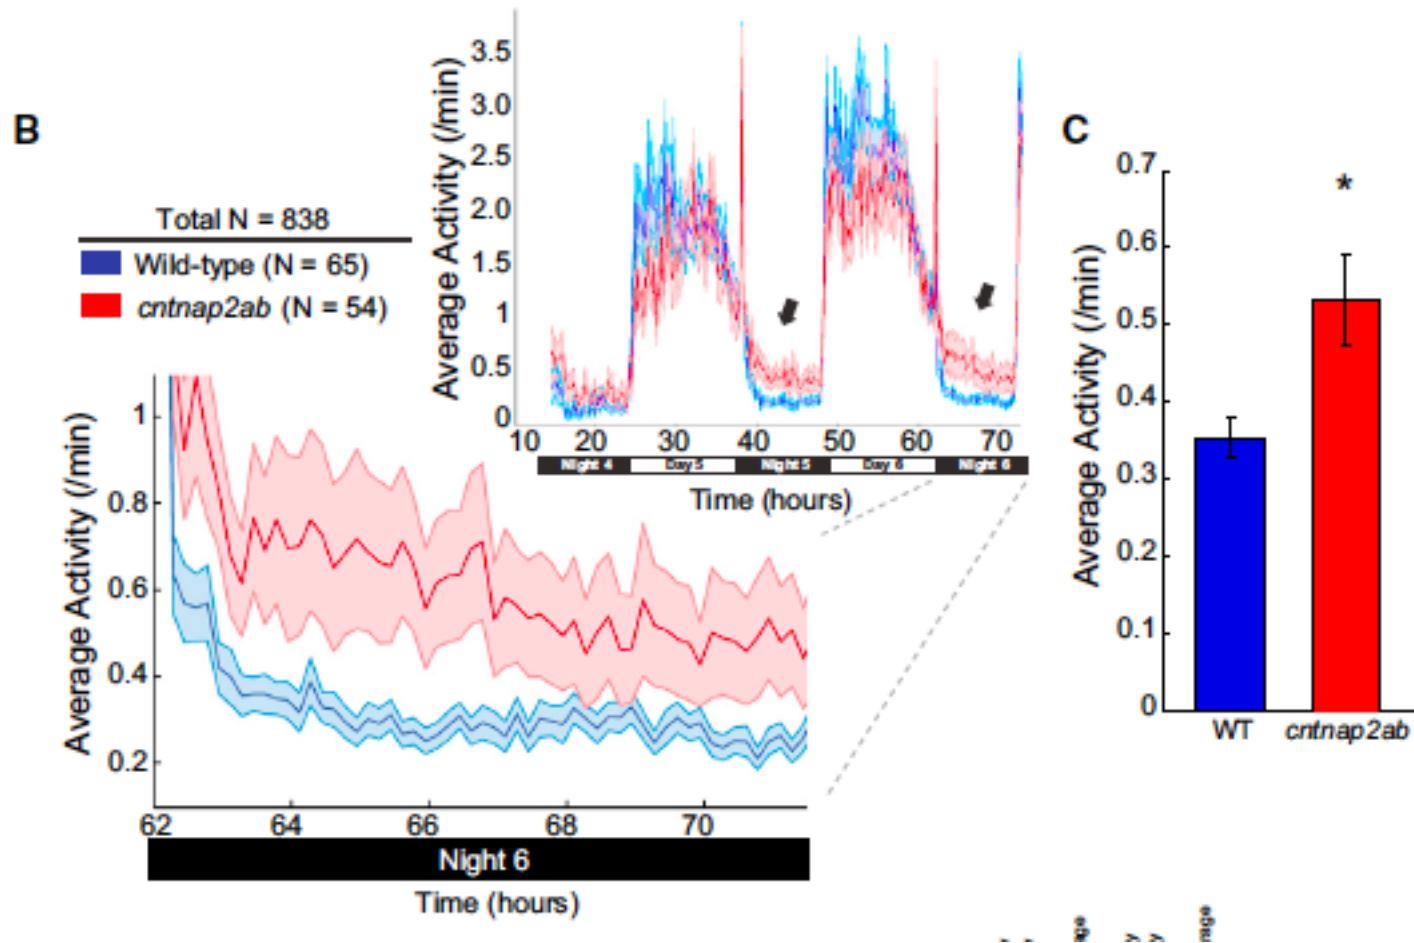 B
Total N = 838
Wild-type (N = 65)
cntnap2ab (N = 54)
Average Activity (/min)
3.5
3.0
2.5
2.0
1.5
1
0.5
0
10 20 30 40 50 60 70
Night 4 Day 5 Night 5 Day 6 Night 6
Time (hours)
Average Activity (/min)
1
0.8
0.6
0.4
0.2
62 64 66 68 70
Night 6
Time (hours)
C
Average Activity (/min)
0.7
0.6
0.5
0.4
0.3
0.2
0.1
0
*
WT cntnap2ab